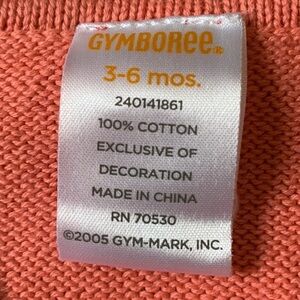 GYMBOREE®
3-6 mos.
240141861
100% COTTON
EXCLUSIVE OF
DECORATION
MADE IN CHINA
RN 70530
©2005 GYM-MARK, INC.